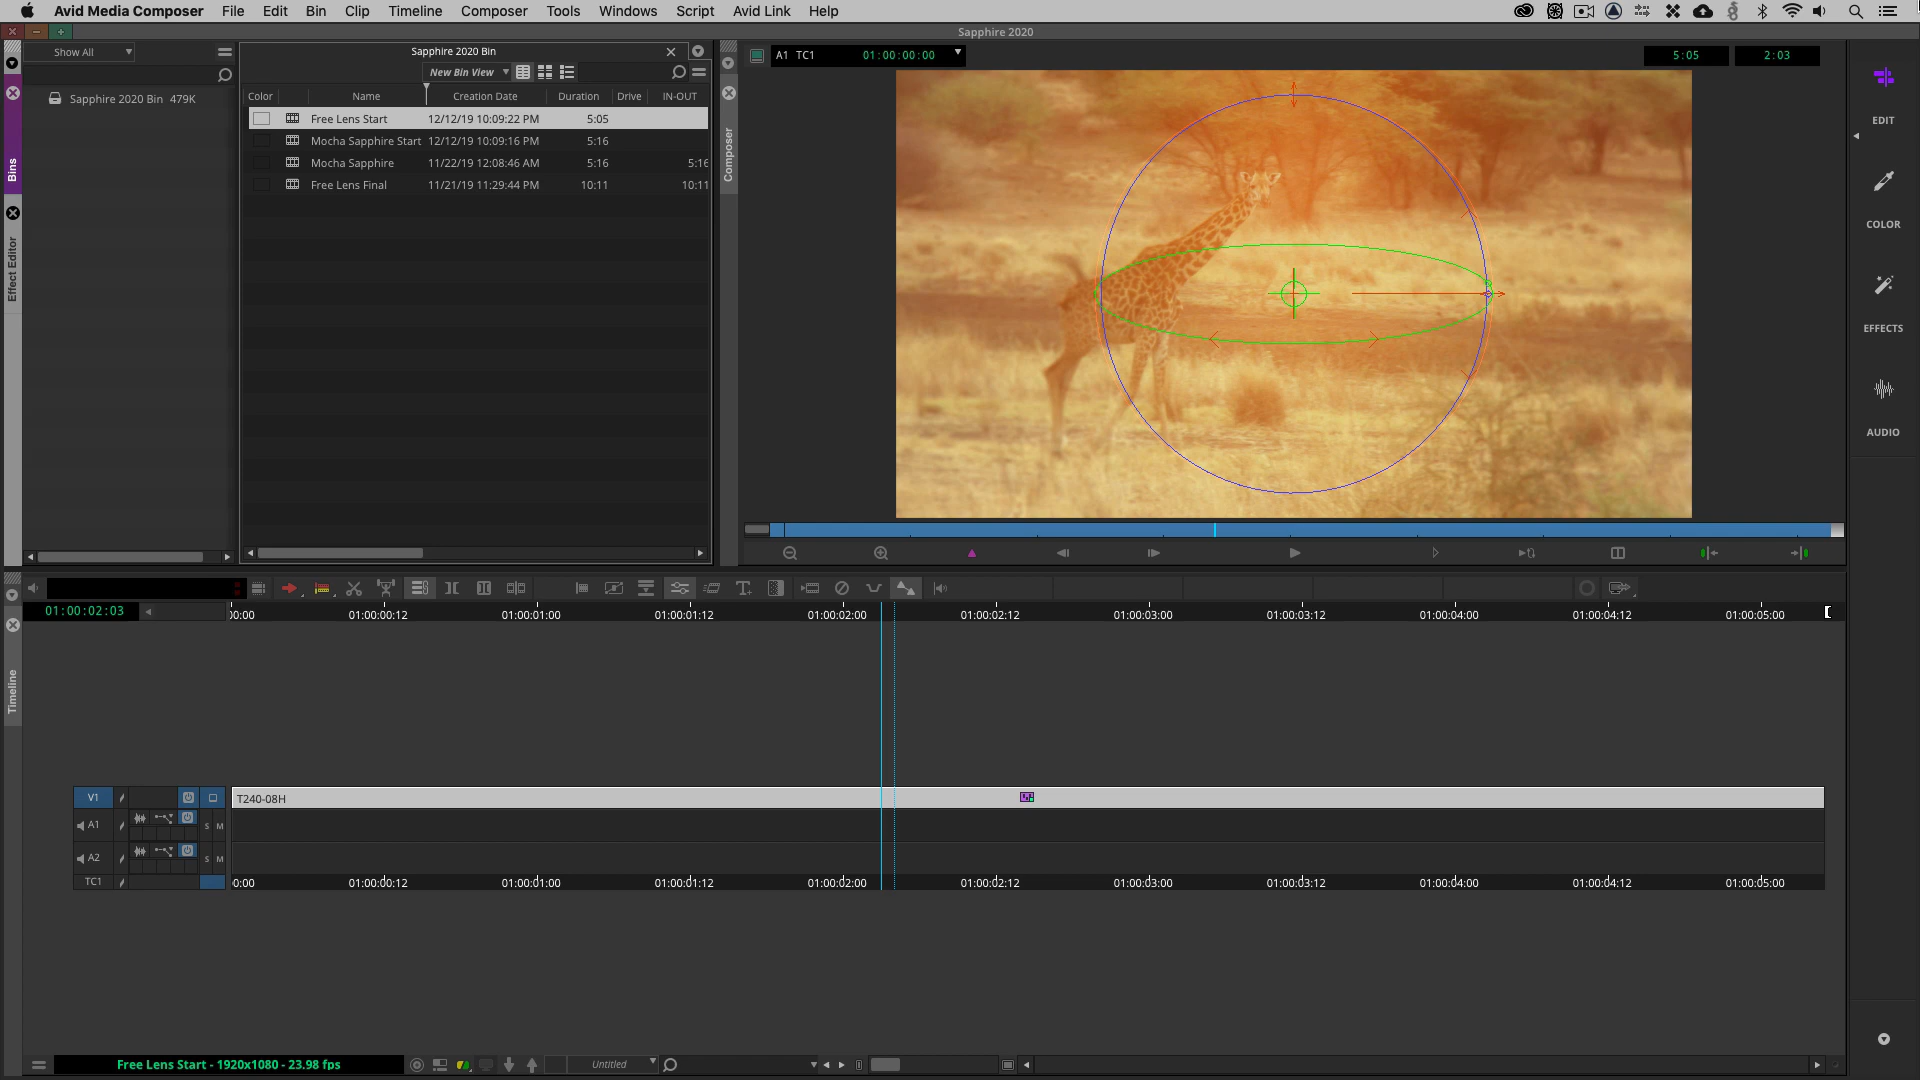 Avid Media Composer File Edit Bin Clip Timeline Composer Tools Windows Script Avid Link Help
Sapphire 2020
Show All
Sapphire 2020 Bin 479K
Bins
Effect Editor
Sapphire 2020 Bin
New Bin View
Color Name Creation Date Duration Drive IN-OUT
Free Lens Start 12/12/19 10:09:22 PM 5:05
Mocha Sapphire Start 12/12/19 10:09:16 PM 5:16
Mocha Sapphire 11/22/19 12:08:46 AM 5:16 5:16
Free Lens Final 11/21/19 11:29:44 PM 10:11 10:11
Composer
A1 TC1 01:00:00:00 5:05 2:03
EDIT
COLOR
EFFECTS
AUDIO
01:00:02:03
00:00 01:00:00:12 01:00:01:00 01:00:01:12 01:00:02:00 01:00:02:12 01:00:03:00 01:00:03:12 01:00:04:00 01:00:04:12 01:00:05:00
Timeline
V1 T240-08H
A1 S M
A2 S M
TC1 0:00 01:00:00:12 01:00:01:00 01:00:01:12 01:00:02:00 01:00:02:12 01:00:03:00 01:00:03:12 01:00:04:00 01:00:04:12 01:00:05:00
Free Lens Start - 1920x1080 - 23.98 fps Untitled